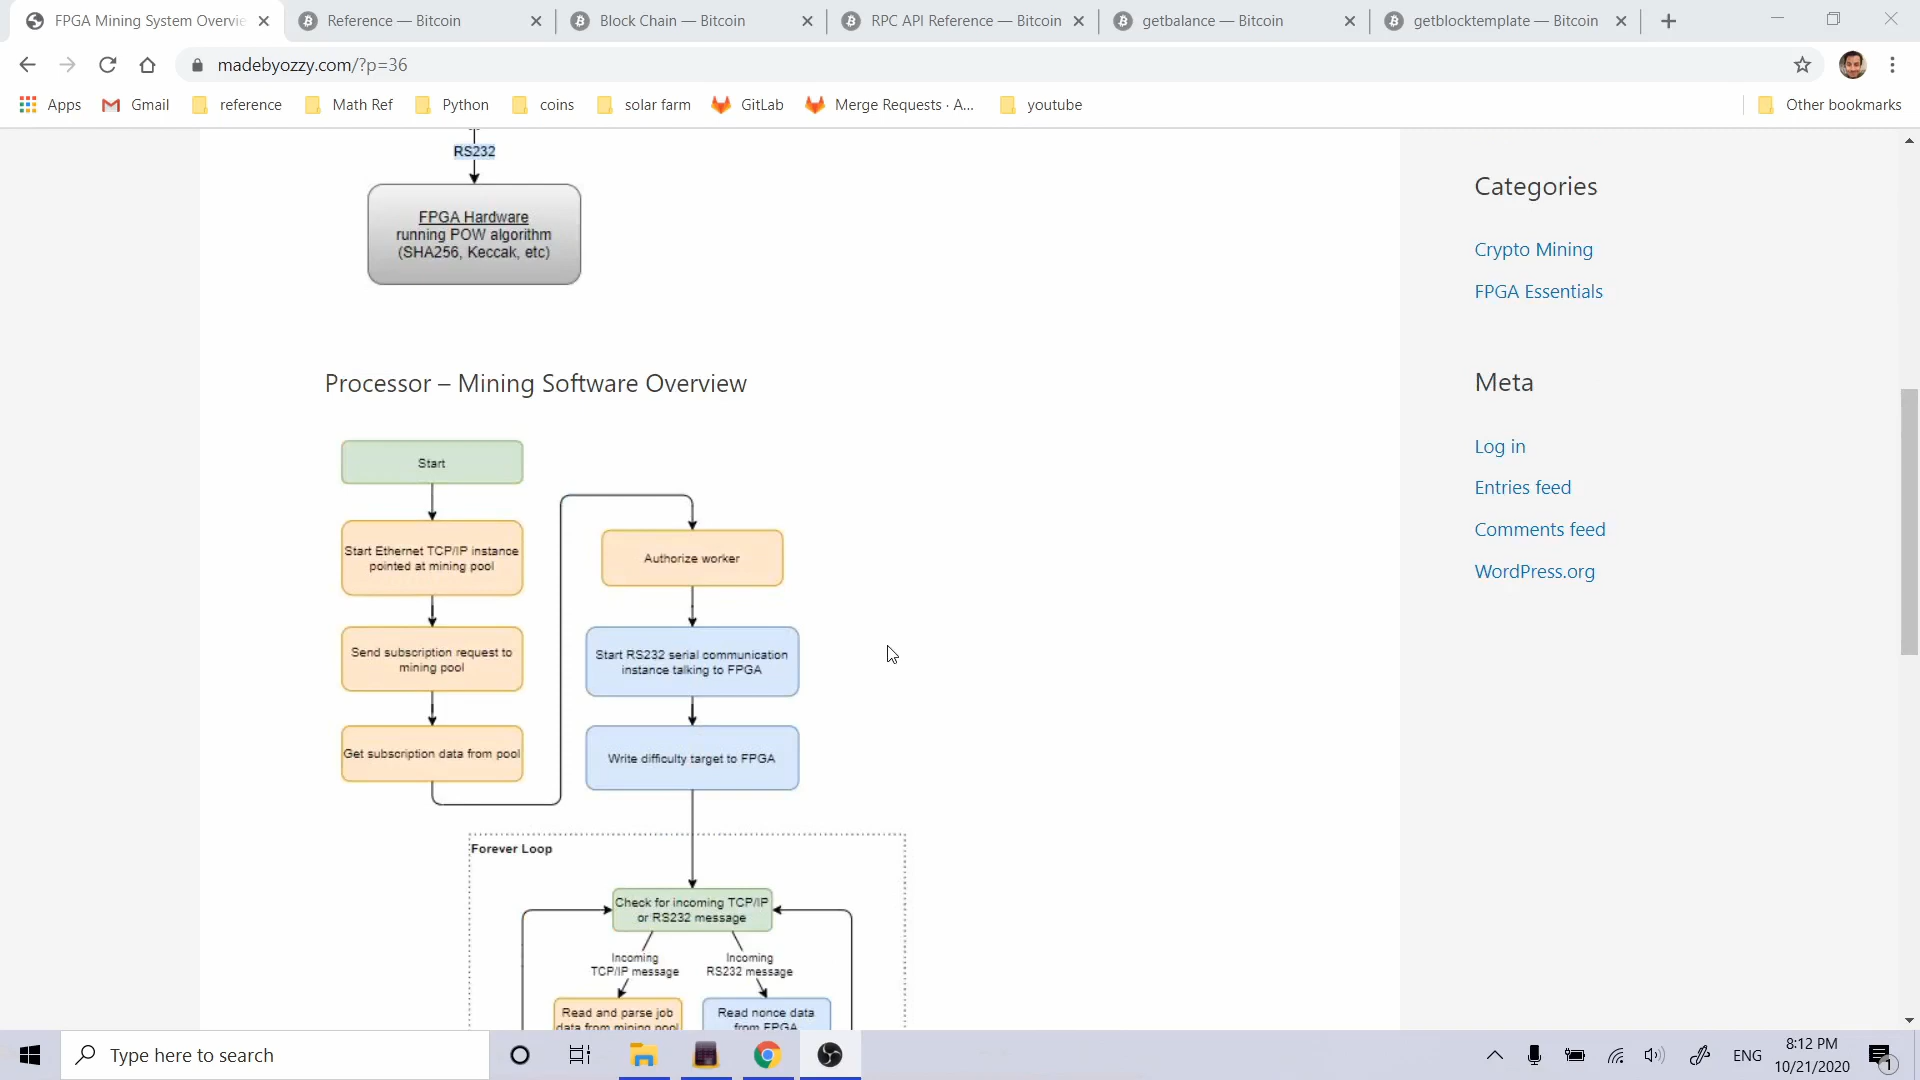 FPGA Mining System Overvie
Reference — Bitcoin
Block Chain — Bitcoin
RPC API Reference — Bitcoin
getbalance — Bitcoin
getblocktemplate — Bitcoin
madebyozzy.com/?p=36
Apps
Gmail
reference
Math Ref
Python
coins
solar farm
GitLab
Merge Requests · A...
youtube
Other bookmarks
RS232
FPGA Hardware
running POW algorithm
(SHA256, Keccak, etc)
Categories
Crypto Mining
FPGA Essentials
Meta
Log in
Entries feed
Comments feed
WordPress.org
Processor – Mining Software Overview
Start
Start Ethernet TCP/IP instance
pointed at mining pool
Send subscription request to
mining pool
Get subscription data from pool
Authorize worker
Start RS232 serial communication
instance talking to FPGA
Write difficulty target to FPGA
Forever Loop
Check for incoming TCP/IP
or RS232 message
Incoming
TCP/IP message
Incoming
RS232 message
Read and parse job
data from mining pool
Read nonce data
from FPGA
Type here to search
ENG
8:12 PM
10/21/2020
1